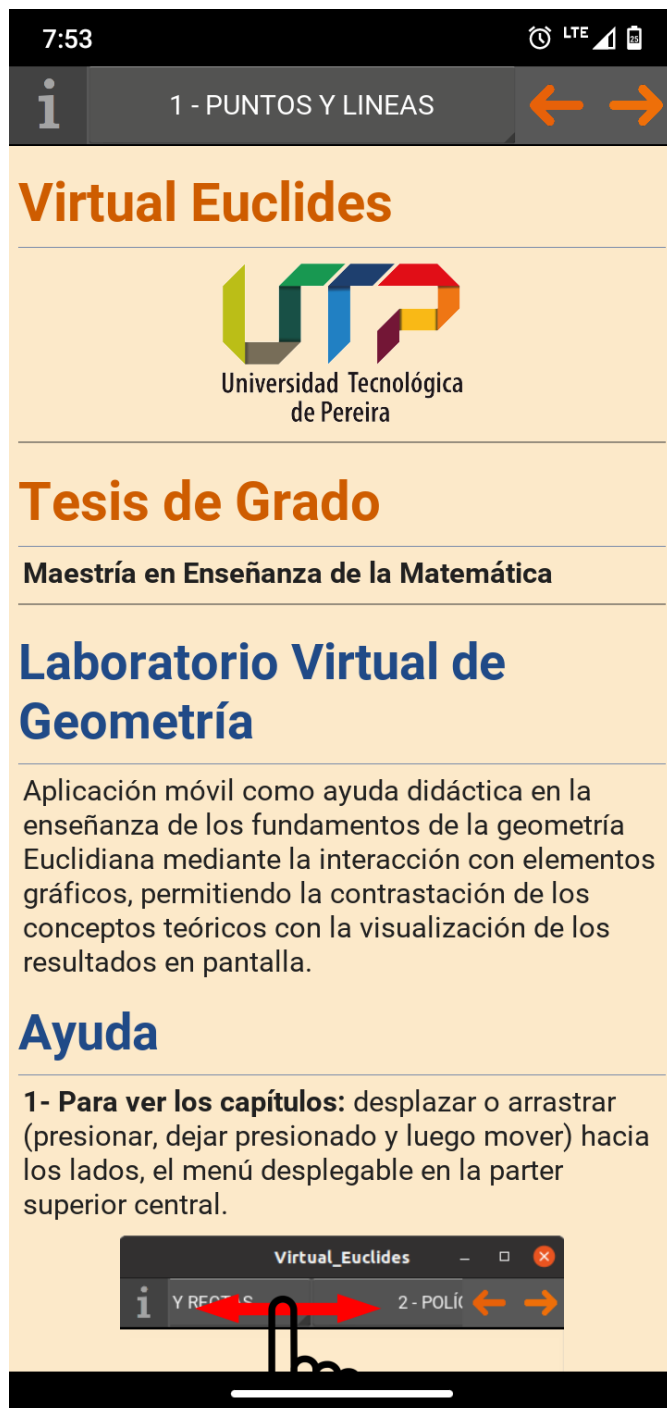 7:53
LTE
25
i
1 - PUNTOS Y LINEAS
Virtual Euclides
UTP
Universidad Tecnológica
de Pereira
Tesis de Grado
Maestría en Enseñanza de la Matemática
Laboratorio Virtual de
Geometría
Aplicación móvil como ayuda didáctica en la
enseñanza de los fundamentos de la geometría
Euclidiana mediante la interacción con elementos
gráficos, permitiendo la contrastación de los
conceptos teóricos con la visualización de los
resultados en pantalla.
Ayuda
1- Para ver los capítulos: desplazar o arrastrar
(presionar, dejar presionado y luego mover) hacia
los lados, el menú desplegable en la parter
superior central.
Virtual_Euclides
i
Y
2 - POLÍG